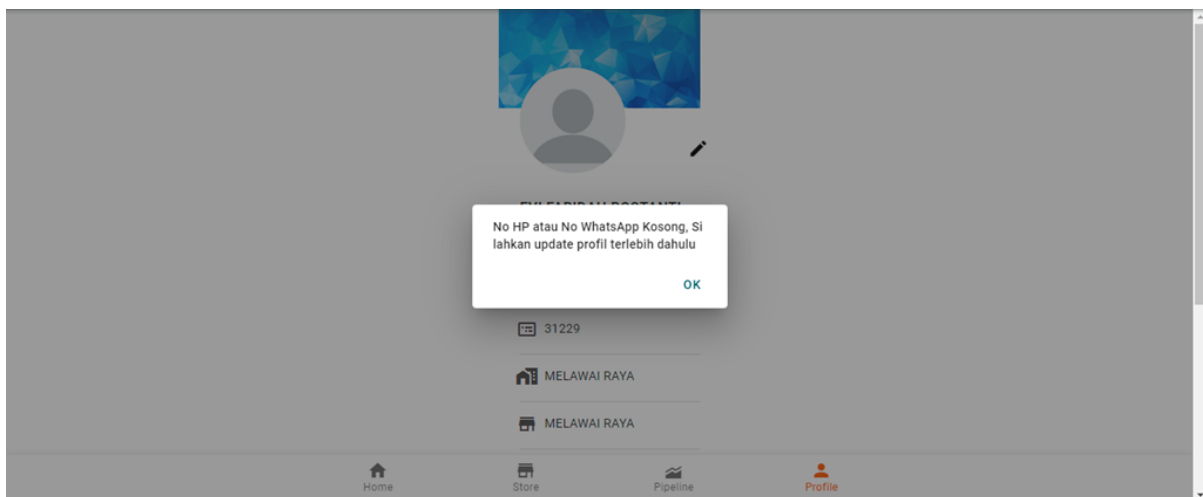 No HP atau No WhatsApp Kosong, Si
lahkan update profil terlebih dahulu
OK
31229
MELAWAI RAYA
MELAWAI RAYA
Home
Store
Pipeline
Profile